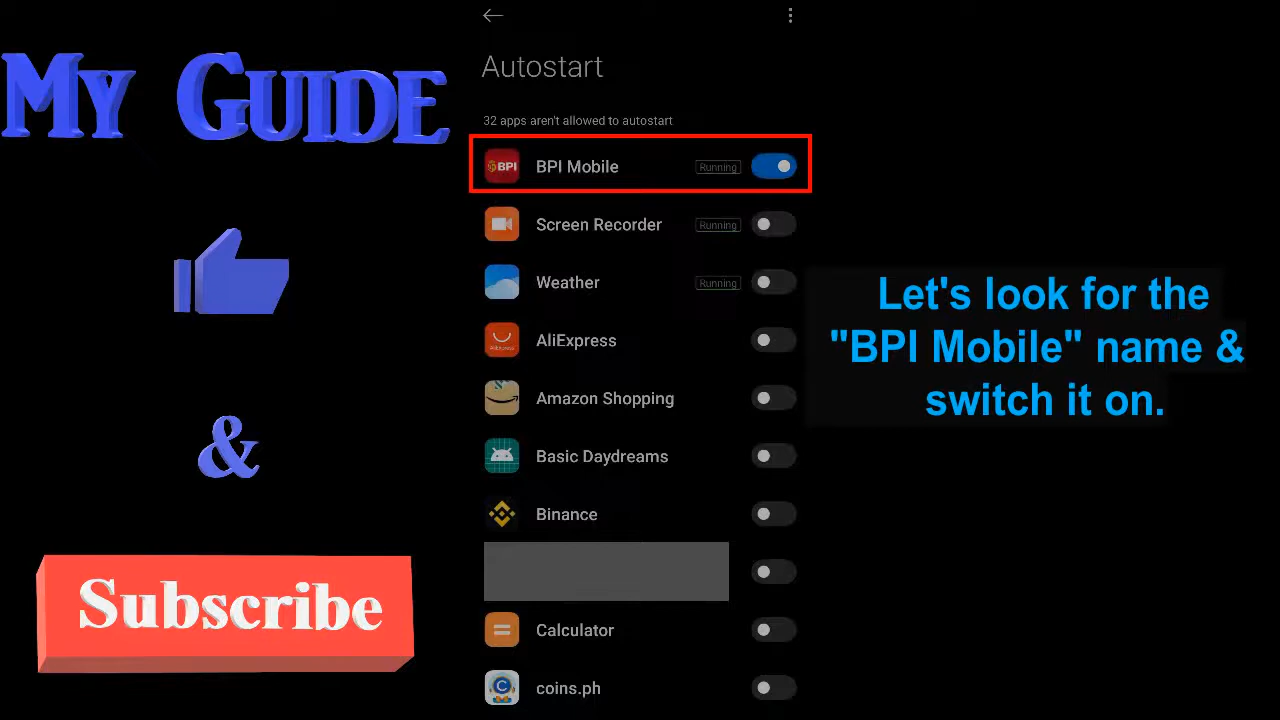 My Guide
&
Subscribe
Autostart
32 apps aren't allowed to autostart
BPI
BPI Mobile
Running
Screen Recorder
Running
Weather
Running
AliExpress
Amazon Shopping
Basic Daydreams
Binance
Calculator
coins.ph
Let's look for the
"BPI Mobile" name &
switch it on.